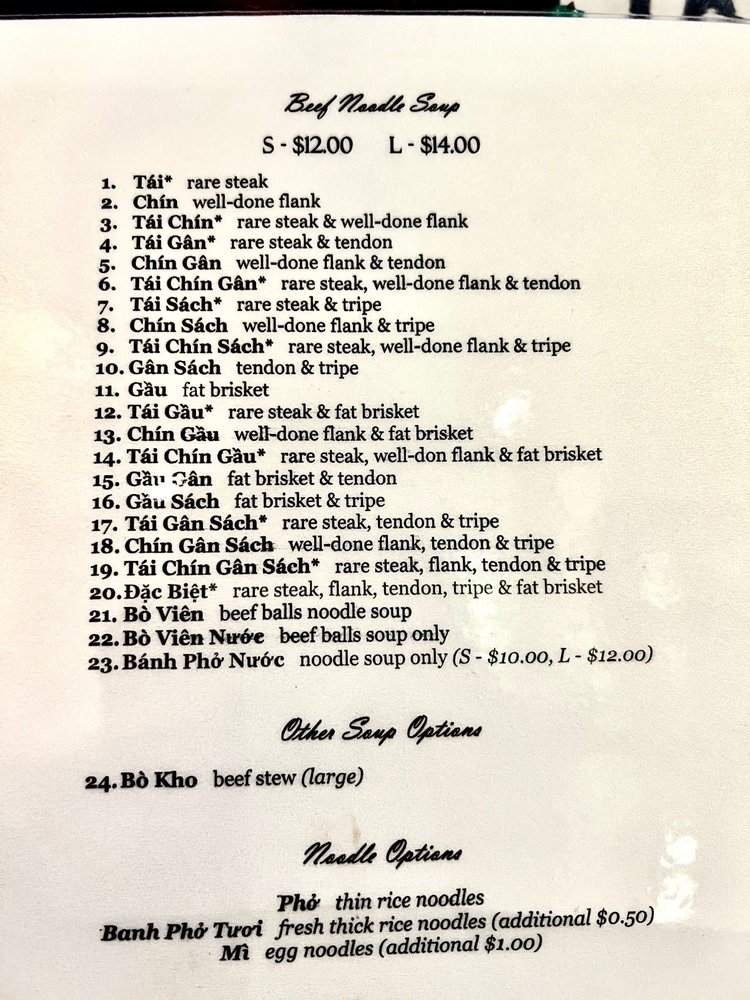 Beef Noodle Soup
S - $12.00 L - $14.00
1. Tái* rare steak
2. Chín well-done flank
3. Tái Chín* rare steak & well-done flank
4. Tái Gân* rare steak & tendon
5. Chín Gân well-done flank & tendon
6. Tái Chín Gân* rare steak, well-done flank & tendon
7. Tái Sách* rare steak & tripe
8. Chín Sách well-done flank & tripe
9. Tái Chín Sách* rare steak, well-done flank & tripe
10. Gân Sách tendon & tripe
11. Gầu fat brisket
12. Tái Gầu* rare steak & fat brisket
13. Chín Gầu well-done flank & fat brisket
14. Tái Chín Gầu* rare steak, well-don flank & fat brisket
15. Gầu Gân fat brisket & tendon
16. Gầu Sách fat brisket & tripe
17. Tái Gân Sách* rare steak, tendon & tripe
18. Chín Gân Sách well-done flank, tendon & tripe
19. Tái Chín Gân Sách* rare steak, flank, tendon & tripe
20. Đặc Biệt* rare steak, flank, tendon, tripe & fat brisket
21. Bò Viên beef balls noodle soup
22. Bò Viên Nước beef balls soup only
23. Bánh Phở Nước noodle soup only (S - $10.00, L - $12.00)
Other Soup Options
24. Bò Kho beef stew (large)
Noodle Options
Phở thin rice noodles
Banh Phở Tươi fresh thick rice noodles (additional $0.50)
Mì egg noodles (additional $1.00)